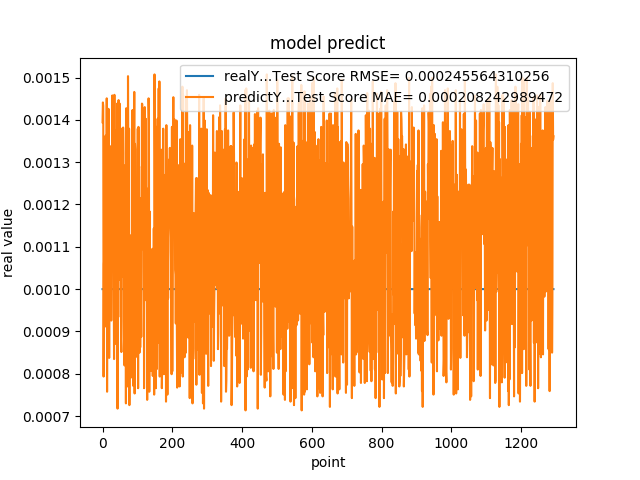 model predict
realY...Test Score RMSE= 0.000245564310256
predictY...Test Score MAE= 0.000208242989472
0.0015
0.0014
0.0013
0.0012
0.0011
0.0010
0.0009
0.0008
0.0007
real value
0 200 400 600 800 1000 1200
point